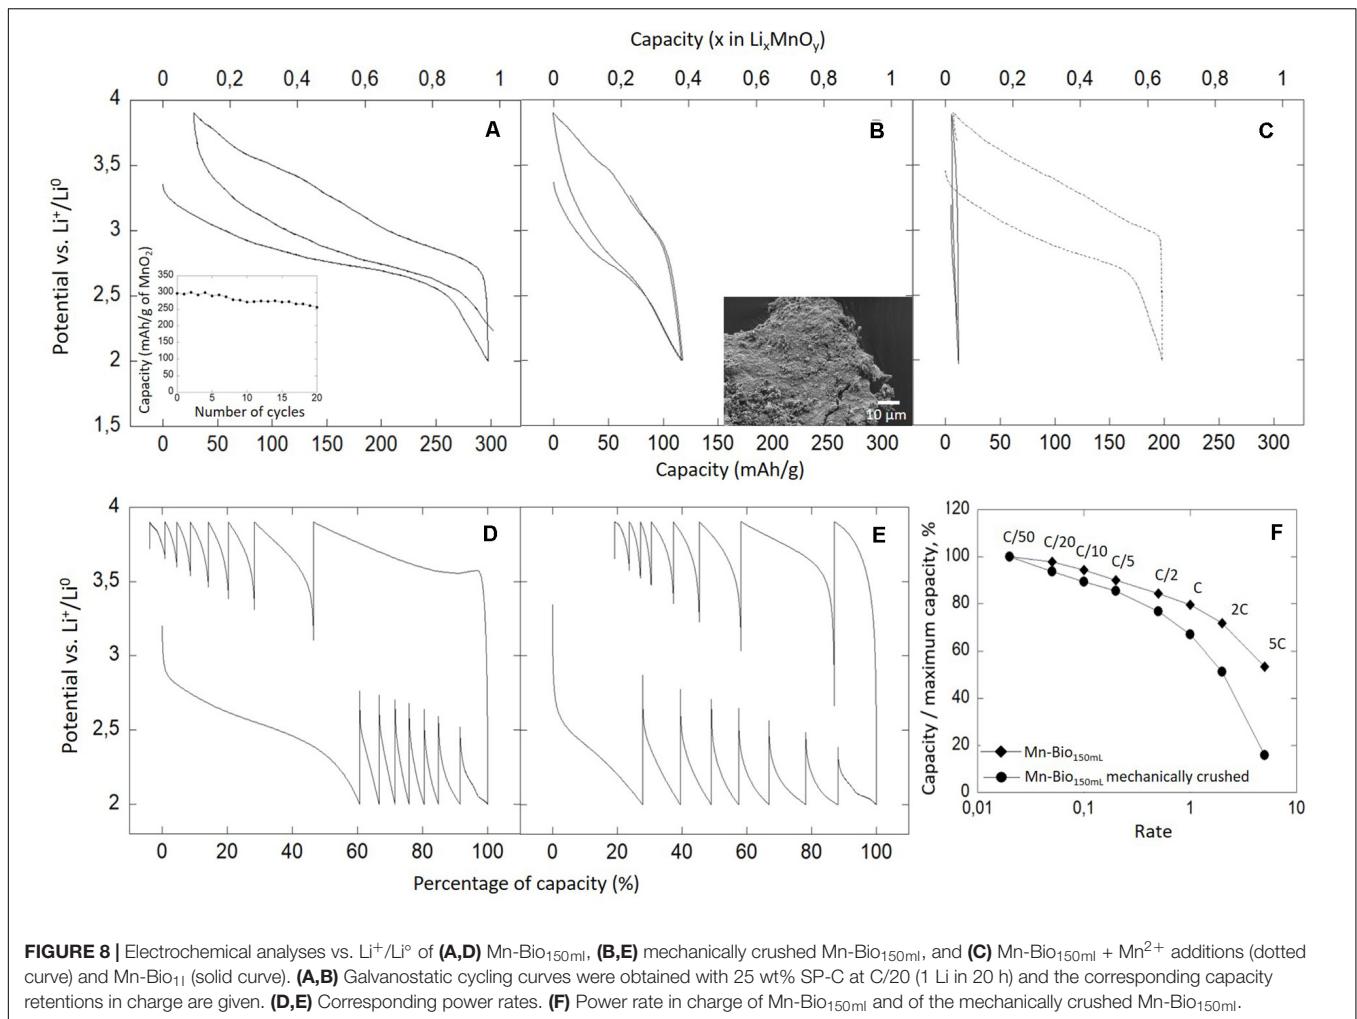 Capacity (x in LixMnOy)
0 0,2 0,4 0,6 0,8 1 0 0,2 0,4 0,6 0,8 1 0 0,2 0,4 0,6 0,8 1
4
3,5
3
2,5
2
1,5
Potential vs. Li+/Li0
A
B
C
Capacity (mAh/g of MnO2)
350
300
250
200
150
100
50
0
0 5 10 15 20
Number of cycles
10 µm
0 50 100 150 200 250 300 0 50 100 150 200 250 300 0 50 100 150 200 250 300
Capacity (mAh/g)
4
3,5
3
2,5
2
Potential vs. Li+/Li0
D
E
0 20 40 60 80 100 0 20 40 60 80 100
Percentage of capacity (%)
Capacity / maximum capacity, %
120
100
80
60
40
20
0
F
C/50
C/20
C/10
C/5
C/2
C
2C
5C
Mn-Bio150mL
Mn-Bio150mL mechanically crushed
0,01 0,1 1 10
Rate
FIGURE 8 | Electrochemical analyses vs. Li+/Li° of (A,D) Mn-Bio150ml, (B,E) mechanically crushed Mn-Bio150ml, and (C) Mn-Bio150ml + Mn2+ additions (dotted
curve) and Mn-Bio1l (solid curve). (A,B) Galvanostatic cycling curves were obtained with 25 wt% SP-C at C/20 (1 Li in 20 h) and the corresponding capacity
retentions in charge are given. (D,E) Corresponding power rates. (F) Power rate in charge of Mn-Bio150ml and of the mechanically crushed Mn-Bio150ml.